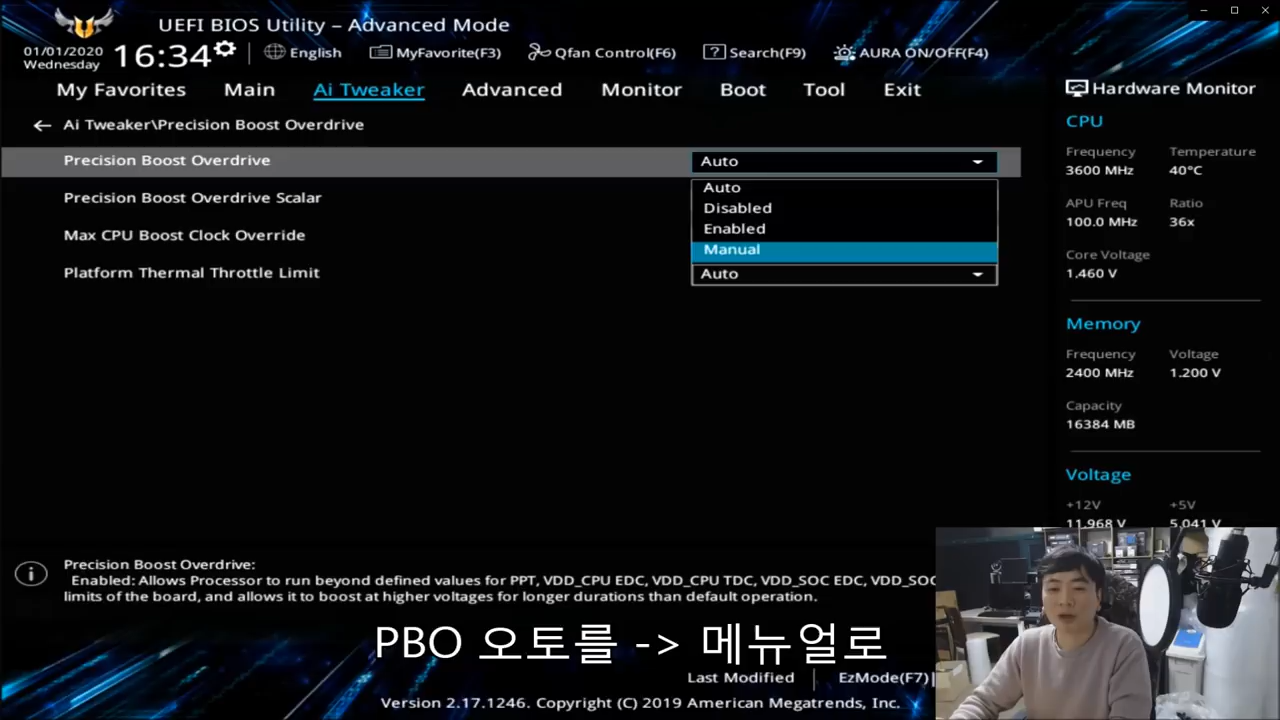 UEFI BIOS Utility – Advanced Mode
01/01/2020
Wednesday
16:34
English
MyFavorite(F3)
Qfan Control(F6)
Search(F9)
AURA ON/OFF(F4)
My Favorites
Main
Ai Tweaker
Advanced
Monitor
Boot
Tool
Exit
Ai Tweaker\Precision Boost Overdrive
Precision Boost Overdrive
Auto
Auto
Disabled
Enabled
Manual
Precision Boost Overdrive Scalar
Max CPU Boost Clock Override
Platform Thermal Throttle Limit
Auto
Hardware Monitor
CPU
Frequency
Temperature
3600 MHz
40°C
APU Freq
Ratio
100.0 MHz
36x
Core Voltage
1.460 V
Memory
Frequency
Voltage
2400 MHz
1.200 V
Capacity
16384 MB
Voltage
+12V
+5V
11.968 V
5.041 V
Precision Boost Overdrive:
Enabled: Allows Processor to run beyond defined values for PPT, VDD_CPU EDC, VDD_CPU TDC, VDD_SOC EDC, VDD_SOC
limits of the board, and allows it to boost at higher voltages for longer durations than default operation.
PBO 오토를 -> 메뉴얼로
Last Modified
EzMode(F7)
Version 2.17.1246. Copyright (C) 2019 American Megatrends, Inc.